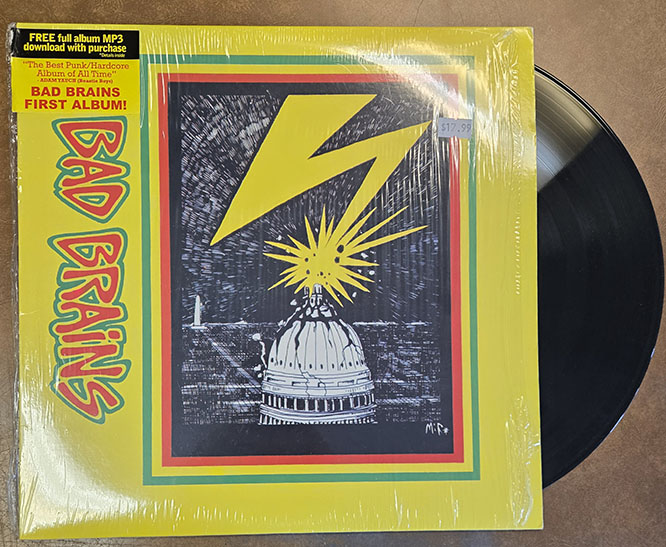 FREE full album MP3
download with purchase
*Details inside
"The Best Punk/Hardcore
Album of All Time"
- ADAM YAUCH (Beastie Boys)
BAD BRAINS
FIRST ALBUM!
$17.99
BAD BRAINS